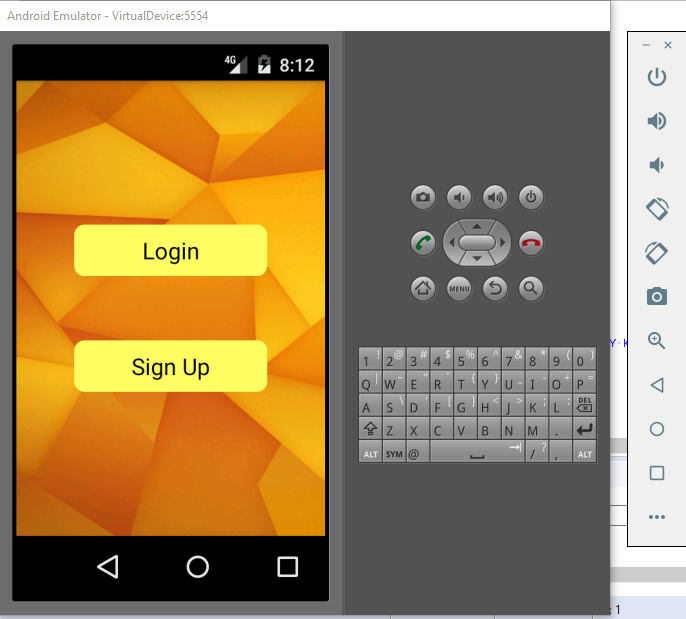 Android Emulator - VirtualDevice:5554
4G 8:12
Login
Sign Up
MENU
1 ! 2 @ 3 # 4 $ 5 % 6 ^ 7 & 8 * 9 ( 0 )
Q | W ~ E " R ` T { Y } U _ I - O + P =
A S \ D ' F [ G ] H < J > K ; L : DEL
Z X C V B N M .
ALT SYM @ / ? , ALT
Y·K
: 1